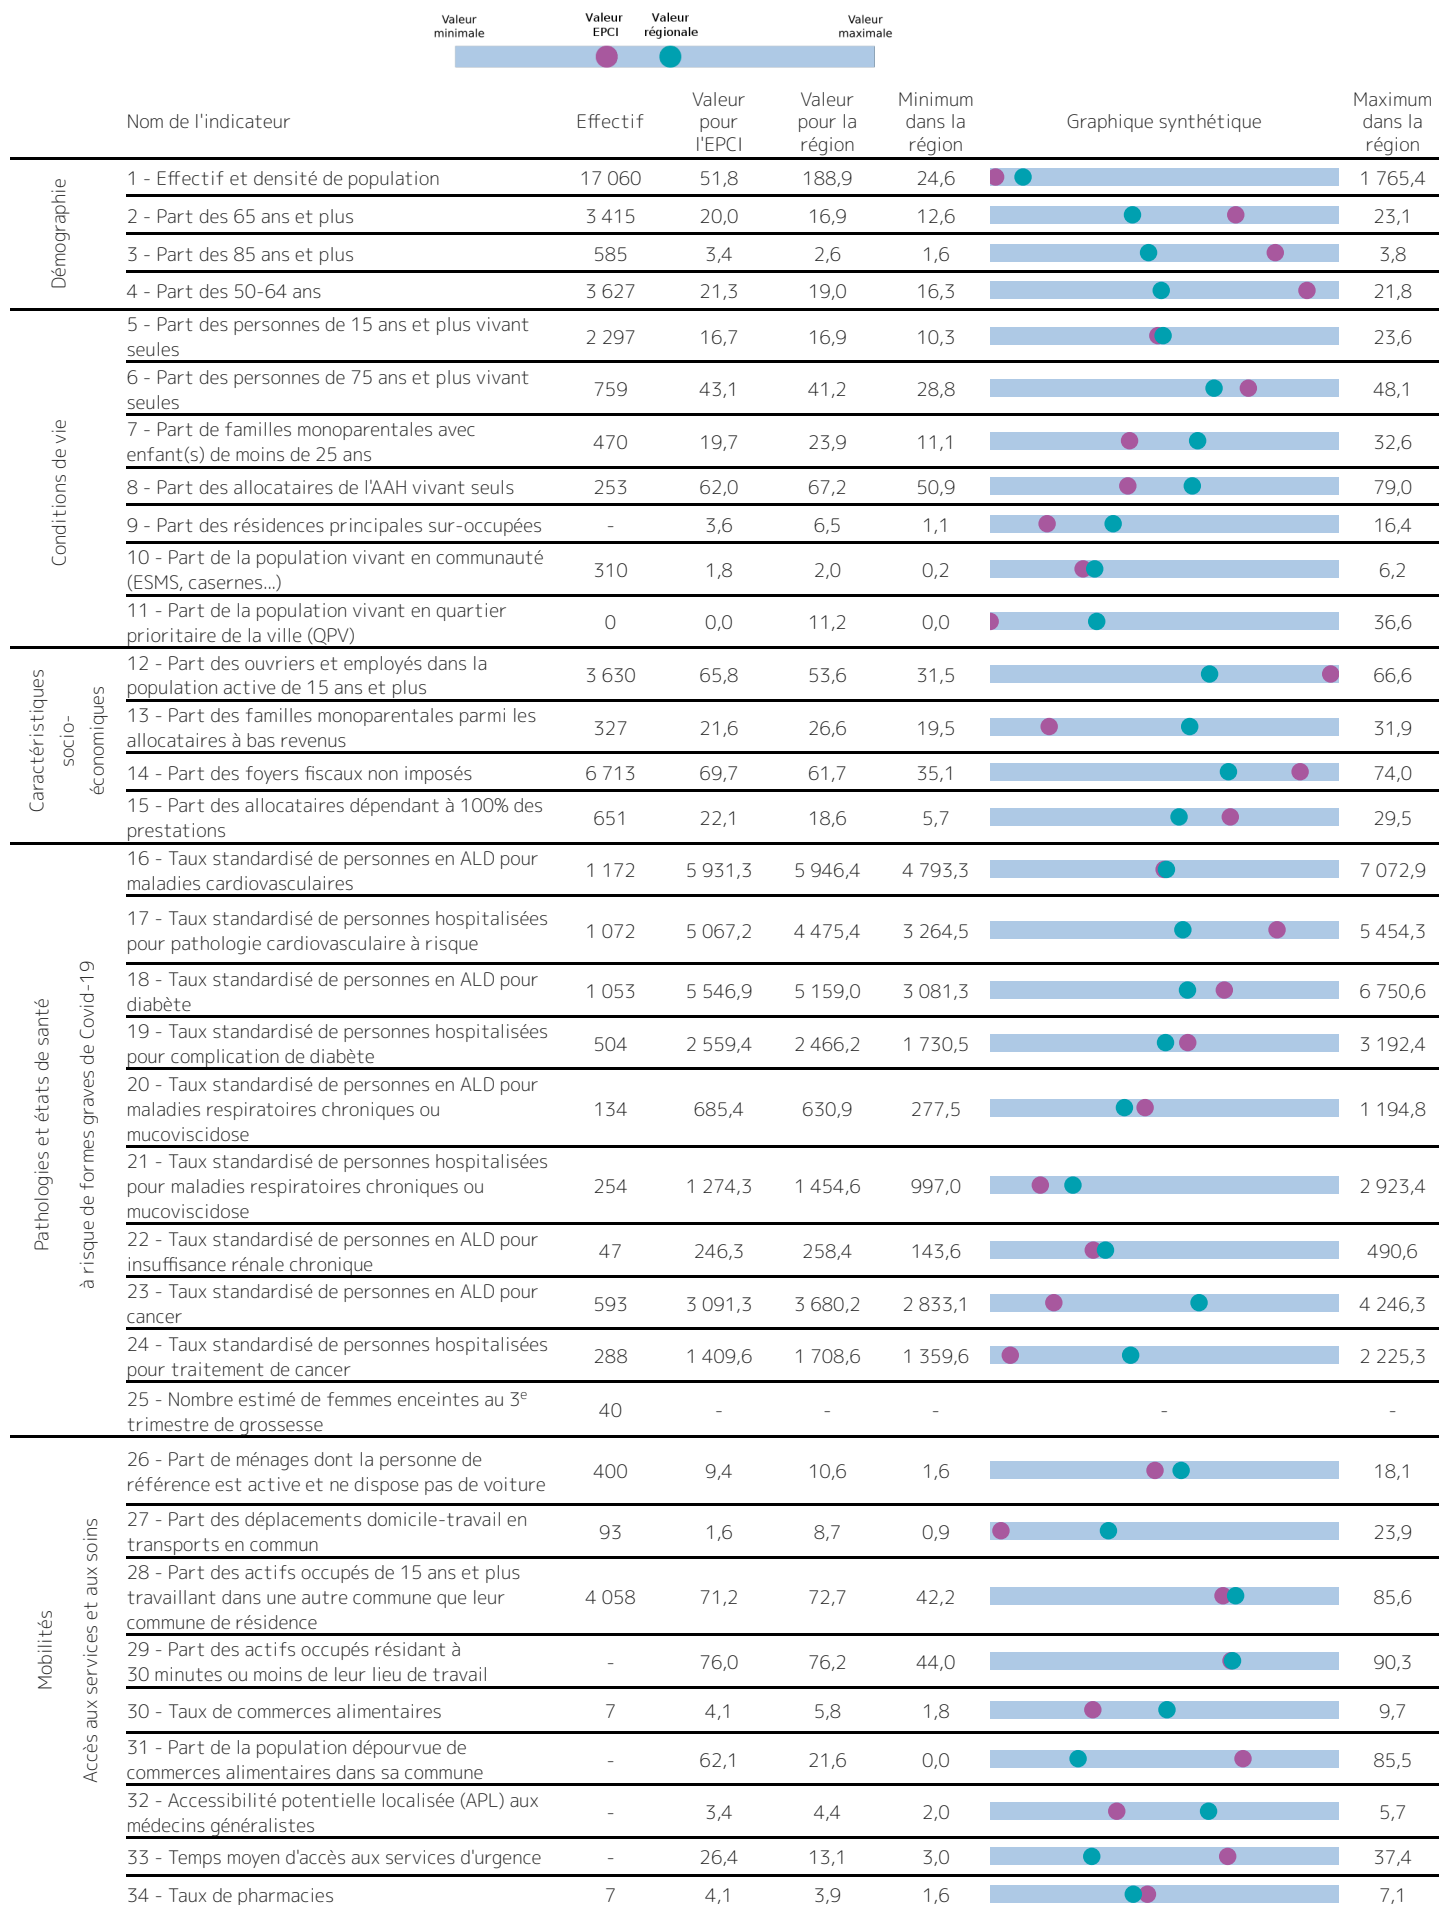 Valeur minimale
Valeur EPCI
Valeur régionale
Valeur maximale
Nom de l'indicateur
Effectif
Valeur pour l'EPCI
Valeur pour la région
Minimum dans la région
Graphique synthétique
Maximum dans la région
Démographie
1 - Effectif et densité de population 17 060 51,8 188,9 24,6 1 765,4
2 - Part des 65 ans et plus 3 415 20,0 16,9 12,6 23,1
3 - Part des 85 ans et plus 585 3,4 2,6 1,6 3,8
4 - Part des 50-64 ans 3 627 21,3 19,0 16,3 21,8
Conditions de vie
5 - Part des personnes de 15 ans et plus vivant
seules 2 297 16,7 16,9 10,3 23,6
6 - Part des personnes de 75 ans et plus vivant
seules 759 43,1 41,2 28,8 48,1
7 - Part de familles monoparentales avec
enfant(s) de moins de 25 ans 470 19,7 23,9 11,1 32,6
8 - Part des allocataires de l'AAH vivant seuls 253 62,0 67,2 50,9 79,0
9 - Part des résidences principales sur-occupées - 3,6 6,5 1,1 16,4
10 - Part de la population vivant en communauté
(ESMS, casernes...) 310 1,8 2,0 0,2 6,2
11 - Part de la population vivant en quartier
prioritaire de la ville (QPV) 0 0,0 11,2 0,0 36,6
Caractéristiques
socio-
économiques
12 - Part des ouvriers et employés dans la
population active de 15 ans et plus 3 630 65,8 53,6 31,5 66,6
13 - Part des familles monoparentales parmi les
allocataires à bas revenus 327 21,6 26,6 19,5 31,9
14 - Part des foyers fiscaux non imposés 6 713 69,7 61,7 35,1 74,0
15 - Part des allocataires dépendant à 100% des
prestations 651 22,1 18,6 5,7 29,5
Pathologies et états de santé
à risque de formes graves de Covid-19
16 - Taux standardisé de personnes en ALD pour
maladies cardiovasculaires 1 172 5 931,3 5 946,4 4 793,3 7 072,9
17 - Taux standardisé de personnes hospitalisées
pour pathologie cardiovasculaire à risque 1 072 5 067,2 4 475,4 3 264,5 5 454,3
18 - Taux standardisé de personnes en ALD pour
diabète 1 053 5 546,9 5 159,0 3 081,3 6 750,6
19 - Taux standardisé de personnes hospitalisées
pour complication de diabète 504 2 559,4 2 466,2 1 730,5 3 192,4
20 - Taux standardisé de personnes en ALD pour
maladies respiratoires chroniques ou
mucoviscidose 134 685,4 630,9 277,5 1 194,8
21 - Taux standardisé de personnes hospitalisées
pour maladies respiratoires chroniques ou
mucoviscidose 254 1 274,3 1 454,6 997,0 2 923,4
22 - Taux standardisé de personnes en ALD pour
insuffisance rénale chronique 47 246,3 258,4 143,6 490,6
23 - Taux standardisé de personnes en ALD pour
cancer 593 3 091,3 3 680,2 2 833,1 4 246,3
24 - Taux standardisé de personnes hospitalisées
pour traitement de cancer 288 1 409,6 1 708,6 1 359,6 2 225,3
25 - Nombre estimé de femmes enceintes au 3e
trimestre de grossesse 40 - - - - -
Mobilités
Accès aux services et aux soins
26 - Part de ménages dont la personne de
référence est active et ne dispose pas de voiture 400 9,4 10,6 1,6 18,1
27 - Part des déplacements domicile-travail en
transports en commun 93 1,6 8,7 0,9 23,9
28 - Part des actifs occupés de 15 ans et plus
travaillant dans une autre commune que leur
commune de résidence 4 058 71,2 72,7 42,2 85,6
29 - Part des actifs occupés résidant à
30 minutes ou moins de leur lieu de travail - 76,0 76,2 44,0 90,3
30 - Taux de commerces alimentaires 7 4,1 5,8 1,8 9,7
31 - Part de la population dépourvue de
commerces alimentaires dans sa commune - 62,1 21,6 0,0 85,5
32 - Accessibilité potentielle localisée (APL) aux
médecins généralistes - 3,4 4,4 2,0 5,7
33 - Temps moyen d'accès aux services d'urgence - 26,4 13,1 3,0 37,4
34 - Taux de pharmacies 7 4,1 3,9 1,6 7,1